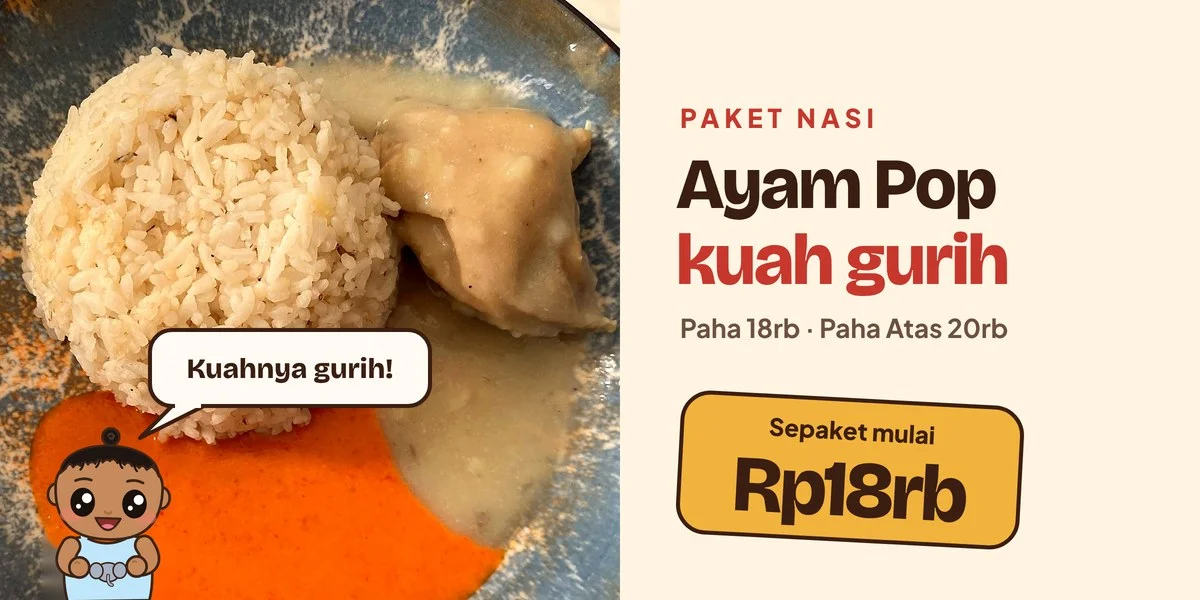 Kuahnya gurih!
PAKET NASI
Ayam Pop
kuah gurih
Paha 18rb · Paha Atas 20rb
Sepaket mulai
Rp18rb